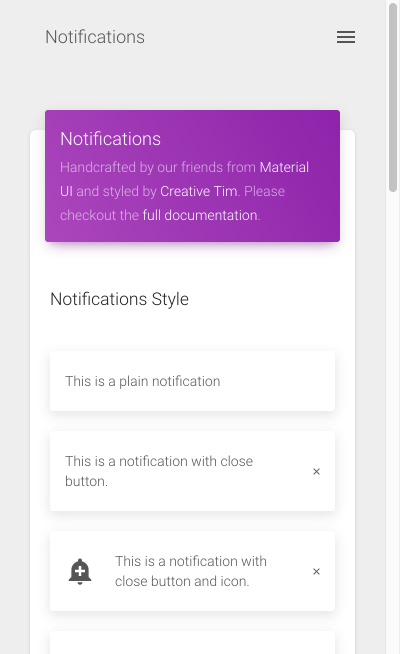 Notifications
Notifications
Handcrafted by our friends from Material
UI and styled by Creative Tim. Please
checkout the full documentation.
Notifications Style
This is a plain notification
This is a notification with close
button.
×
This is a notification with
close button and icon.
×